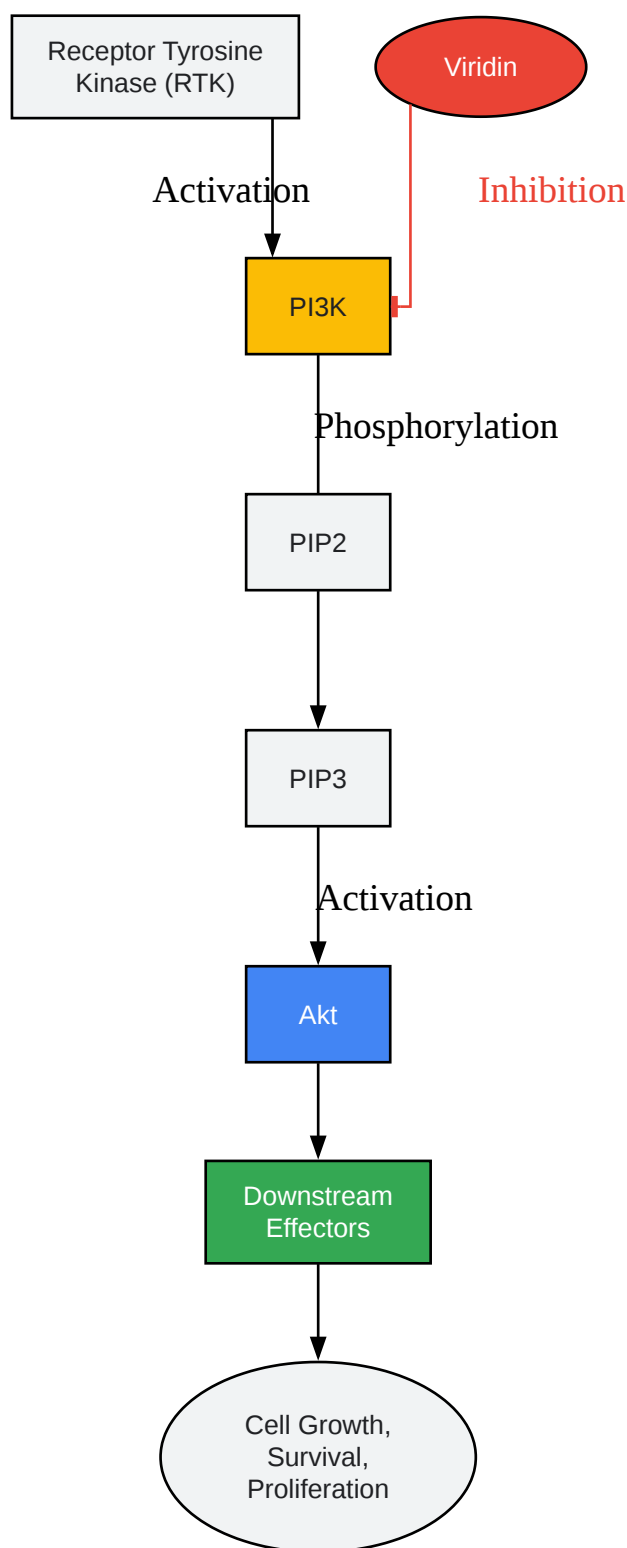 Receptor Tyrosine
Kinase (RTK)
Viridin
Activation
Inhibition
PI3K
Phosphorylation
PIP2
PIP3
Activation
Akt
Downstream
Effectors
Cell Growth,
Survival,
Proliferation